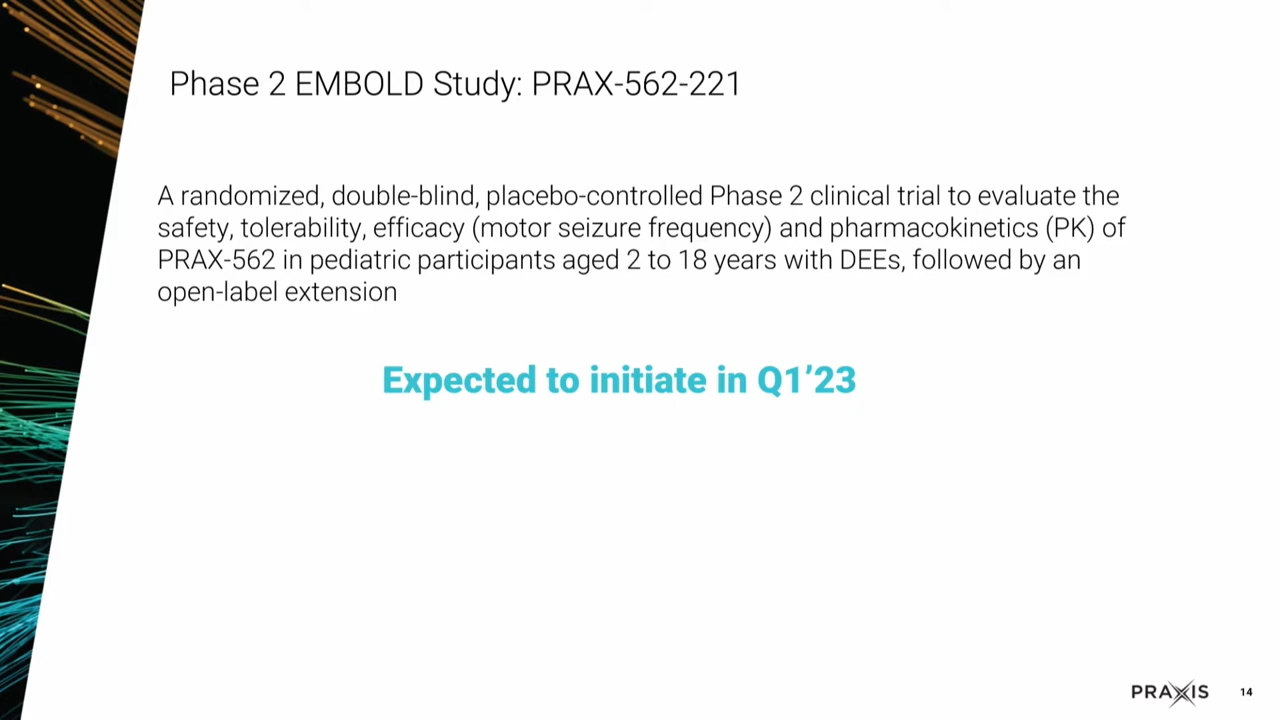 Phase 2 EMBOLD Study: PRAX-562-221
A randomized, double-blind, placebo-controlled Phase 2 clinical trial to evaluate the
safety, tolerability, efficacy (motor seizure frequency) and pharmacokinetics (PK) of
PRAX-562 in pediatric participants aged 2 to 18 years with DEEs, followed by an
open-label extension
Expected to initiate in Q1’23
PRAXIS 14